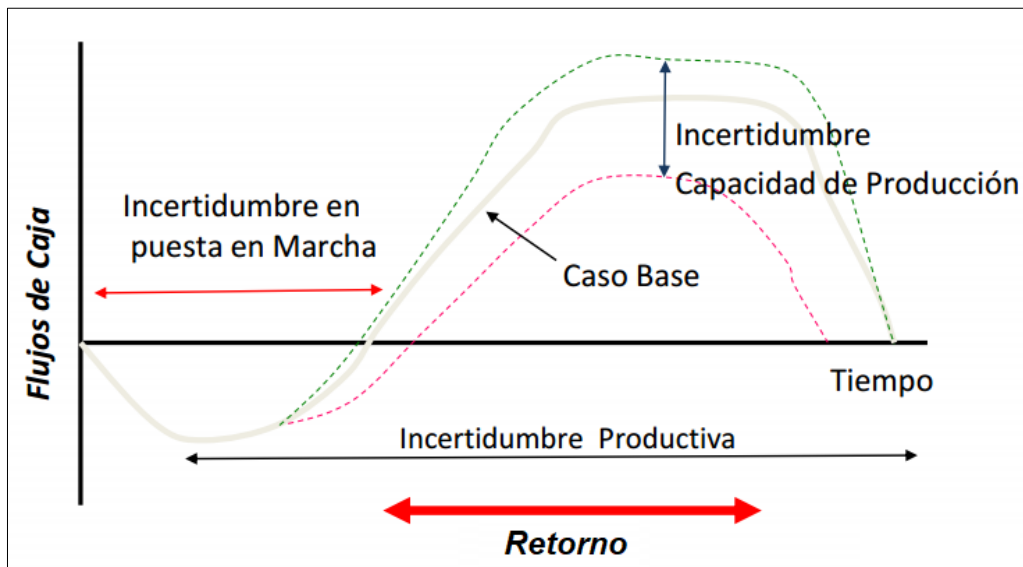 Incertidumbre
Capacidad de Producción
Incertidumbre en
puesta en Marcha
Caso Base
Flujos de Caja
Tiempo
Incertidumbre Productiva
Retorno